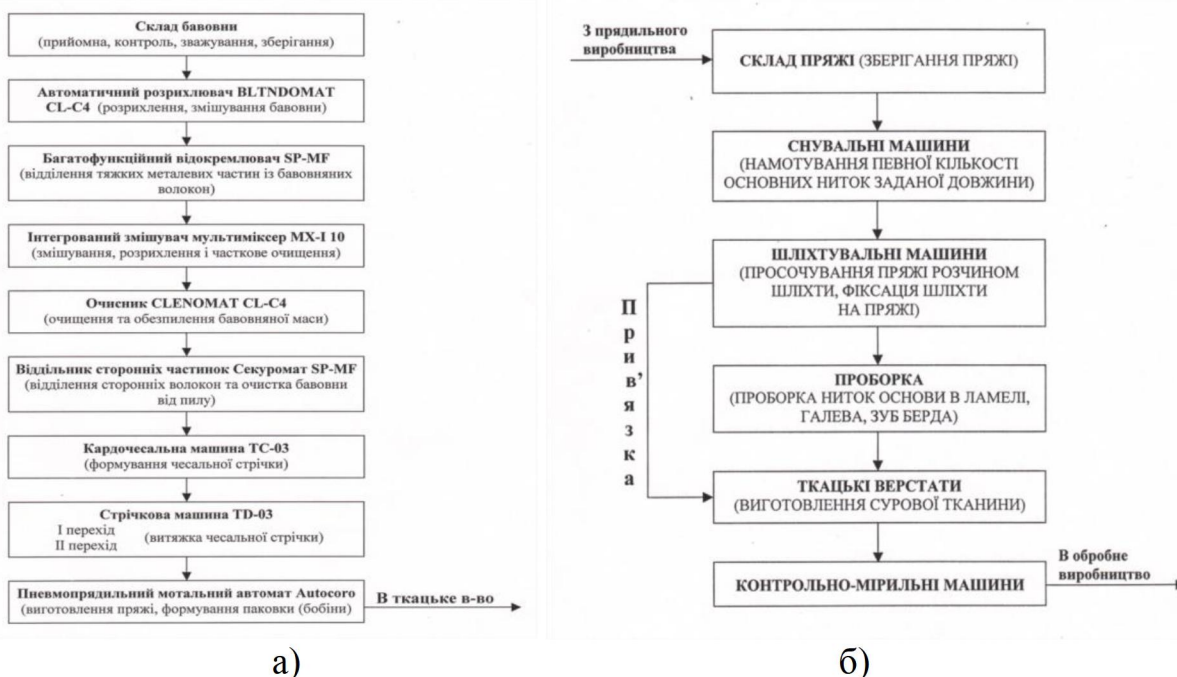 Склад бавовни
(прийомна, контроль, зважування, зберігання)
Автоматичний розрихлювач BLTNDOMAT
CL-C4 (розрихлення, змішування бавовни)
Багатофункційний відокремлювач SP-MF
(відділення тяжких металевих частин із бавовняних
волокон)
Інтегрований змішувач мультиміксер MX-I 10
(змішування, розрихлення і часткове очищення)
Очисник CLENOMAT CL-C4
(очищення та обезпилення бавовняної маси)
Віддільник сторонніх частинок Секуромат SP-MF
(відділення сторонніх волокон та очистка бавовни
від пилу)
Кардочесальна машина TC-03
(формування чесальної стрічки)
Стрічкова машина TD-03
І перехід
ІІ перехід
(витяжка чесальної стрічки)
Пневмопрядильний мотальний автомат Autocoro
(виготовлення пряжі, формування паковки (бобіни)
В ткацьке в-во
а)
З прядильного
виробництва
СКЛАД ПРЯЖІ (ЗБЕРІГАННЯ ПРЯЖІ)
СНУВАЛЬНІ МАШИНИ
(НАМОТУВАННЯ ПЕВНОЇ КІЛЬКОСТІ
ОСНОВНИХ НИТОК ЗАДАНОЇ ДОВЖИНИ)
ШЛІХТУВАЛЬНІ МАШИНИ
(ПРОСОЧУВАННЯ ПРЯЖІ РОЗЧИНОМ
ШЛІХТИ, ФІКСАЦІЯ ШЛІХТИ
НА ПРЯЖІ)
Прив’язка
ПРОБОРКА
(ПРОБОРКА НИТОК ОСНОВИ В ЛАМЕЛІ,
ГАЛЕВА, ЗУБ БЕРДА)
ТКАЦЬКІ ВЕРСТАТИ
(ВИГОТОВЛЕННЯ СУРОВОЇ ТКАНИНИ)
КОНТРОЛЬНО-МІРИЛЬНІ МАШИНИ
В обробне
виробництво
б)